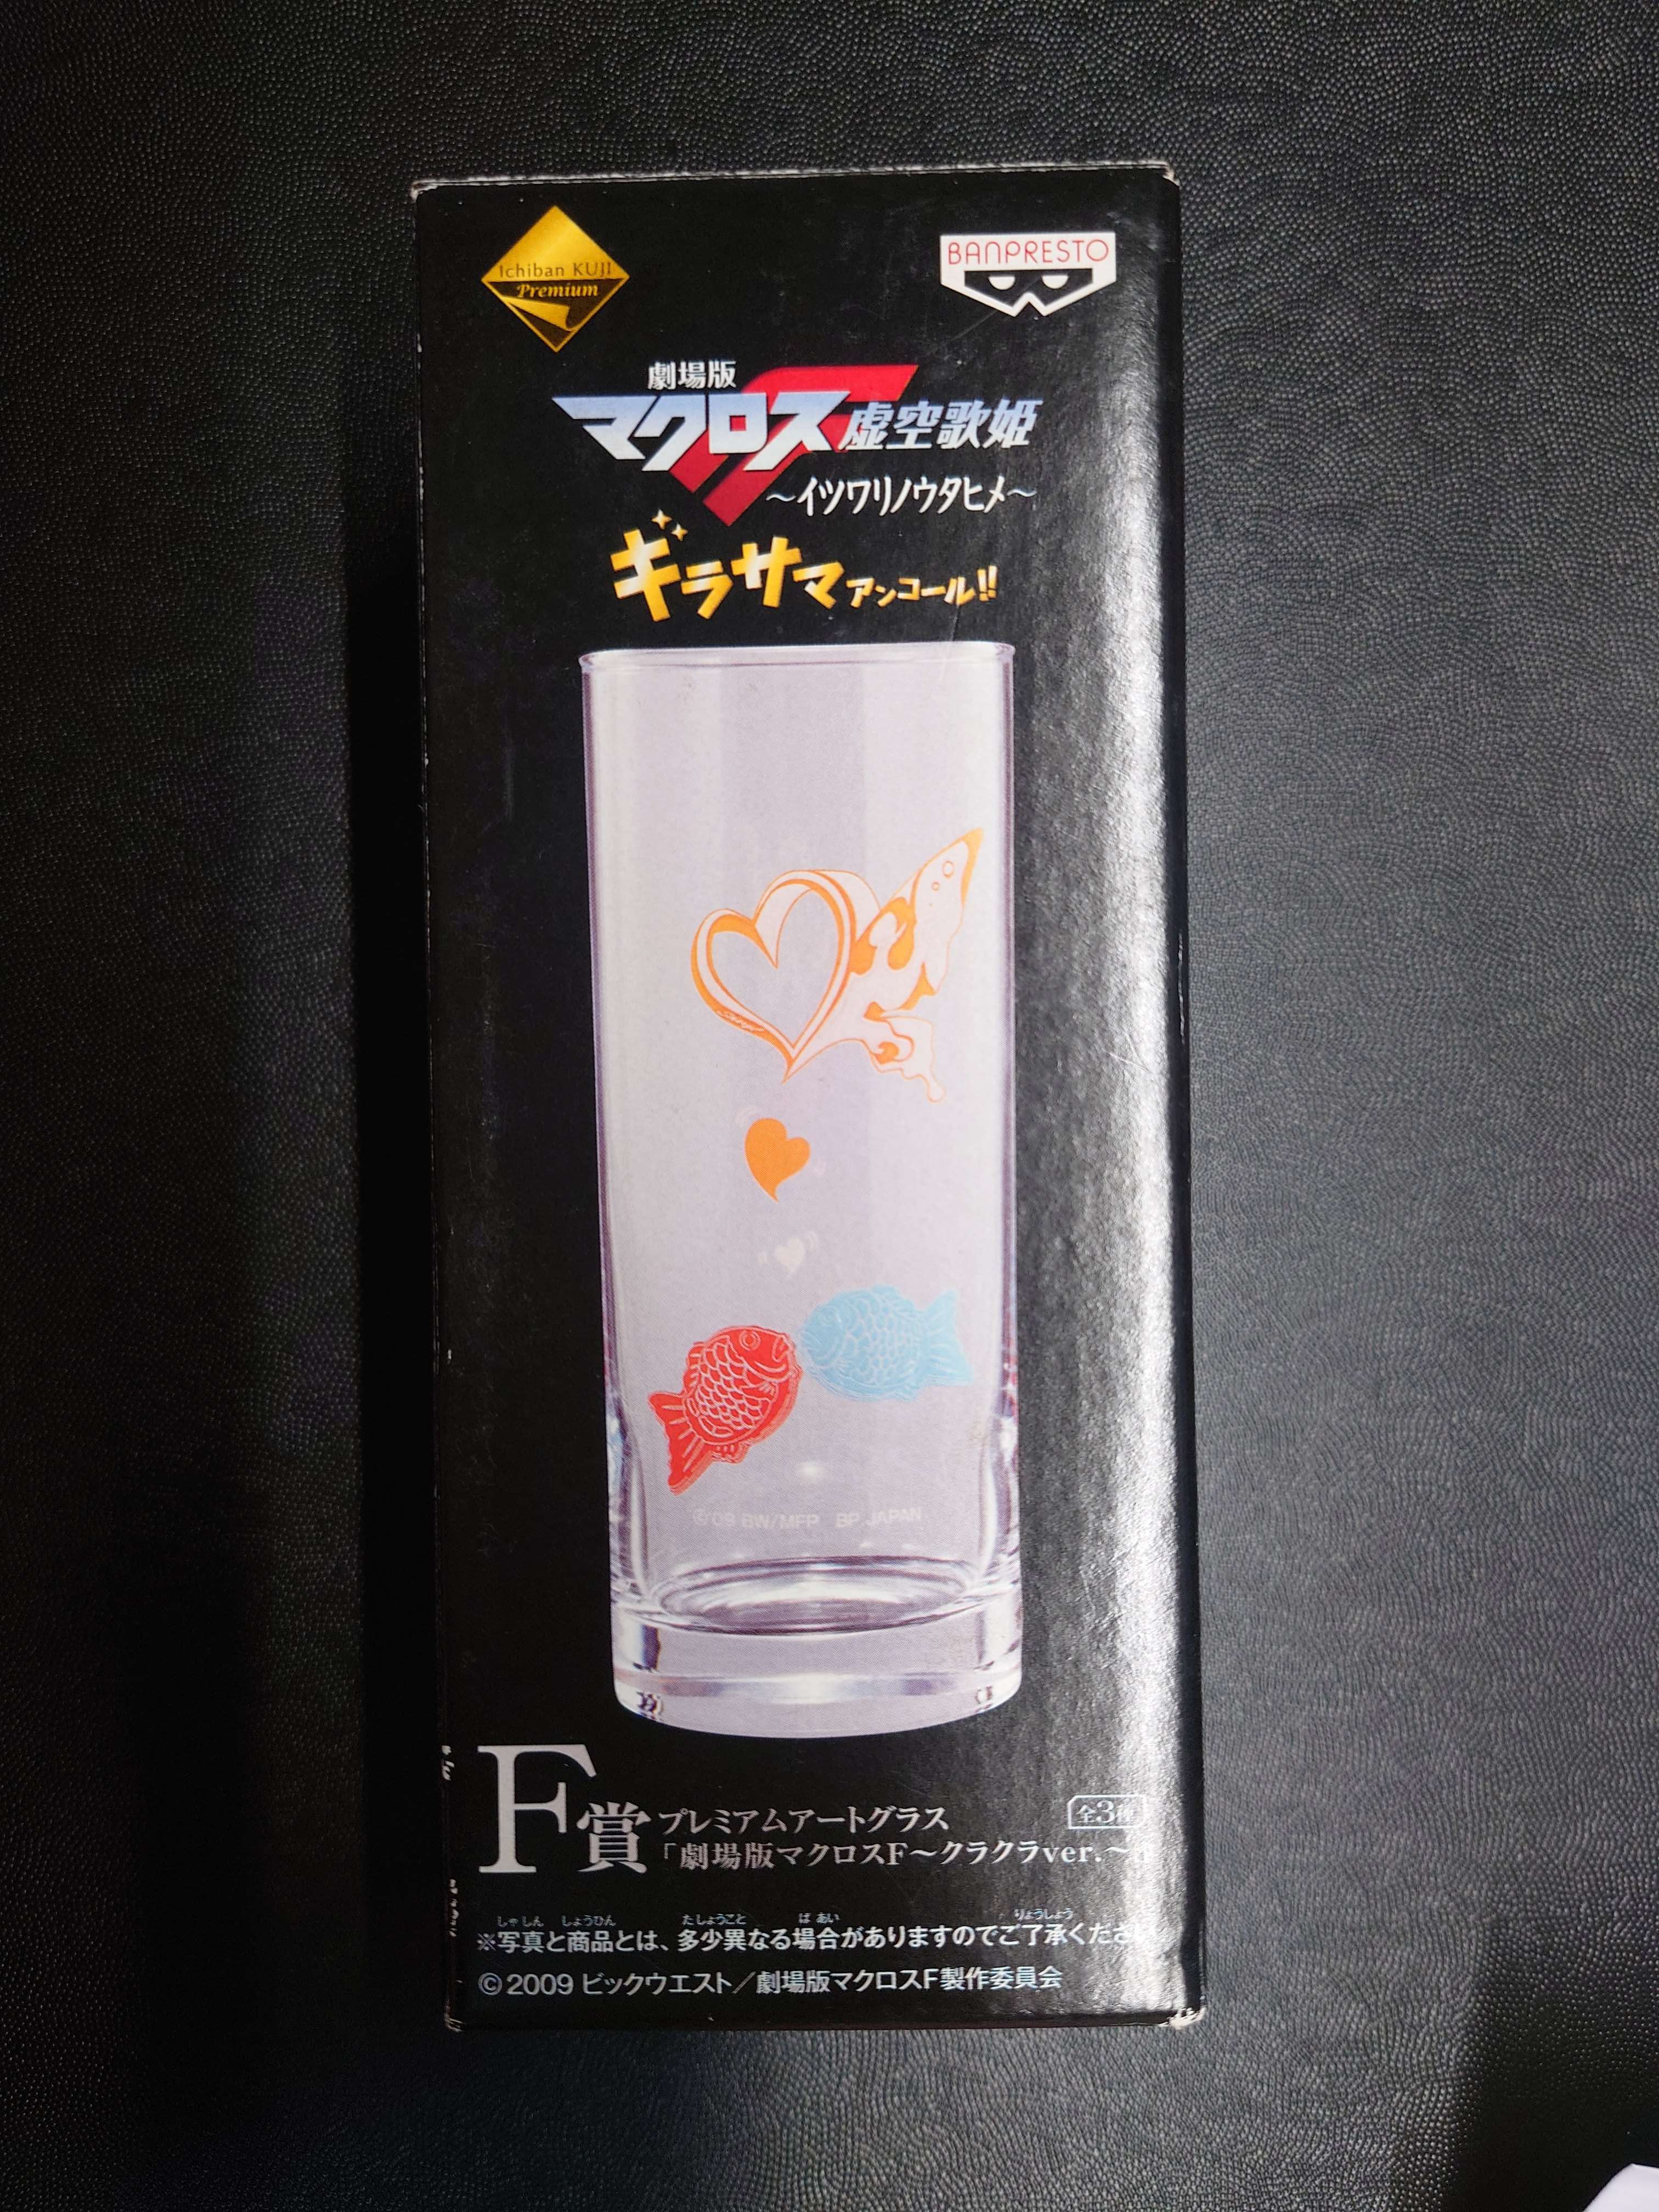 Ichiban KUJI
Premium
BANPRESTO
劇場版
マクロスF 虚空歌姫
～イツワリノウタヒメ～
ギラサマアンコール!!
©'09 BW/MFP BP JAPAN
F賞 プレミアムアートグラス
全3種
「劇場版マクロスF～クラクラver.～」
しゃしん しょうひん たしょうこと ばあい りょうしょう
※写真と商品とは、多少異なる場合がありますのでご了承くださ
©2009 ビックウエスト／劇場版マクロスF製作委員会